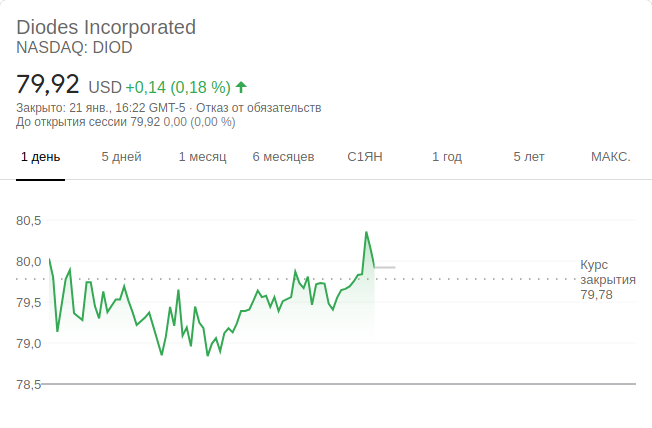 Diodes Incorporated
NASDAQ: DIOD
79,92 USD +0,14 (0,18 %)
Закрыто: 21 янв., 16:22 GMT-5 · Отказ от обязательств
До открытия сессии 79,92 0,00 (0,00 %)
1 день 5 дней 1 месяц 6 месяцев С1ЯН 1 год 5 лет МАКС.
80,5
80,0
79,5
79,0
78,5
Курс
закрытия
79,78